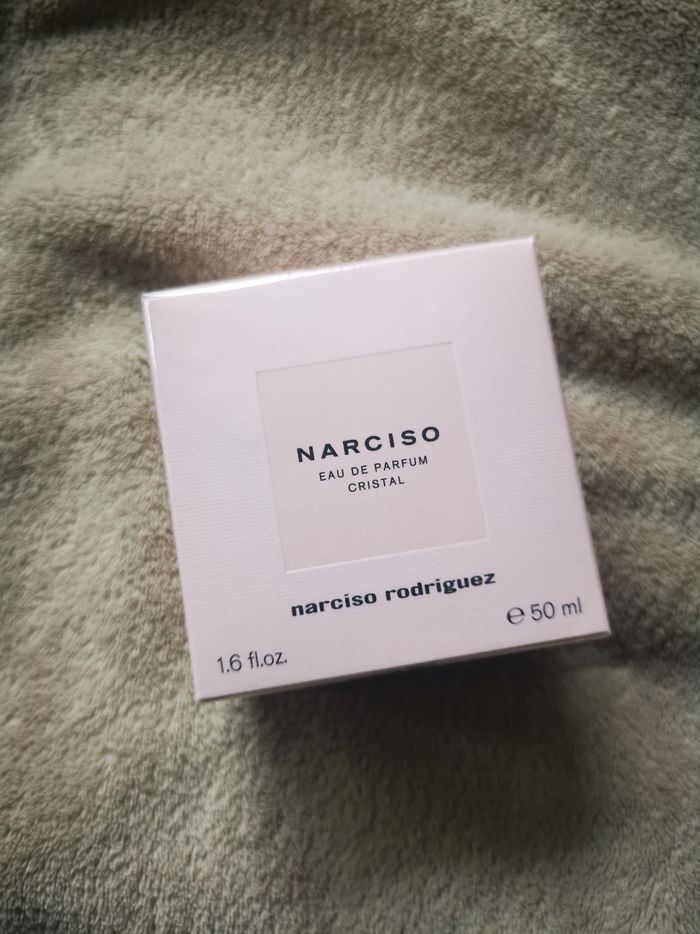 NARCISO
EAU DE PARFUM
CRISTAL
narciso rodriguez
1.6 fl.oz. ℮ 50 ml